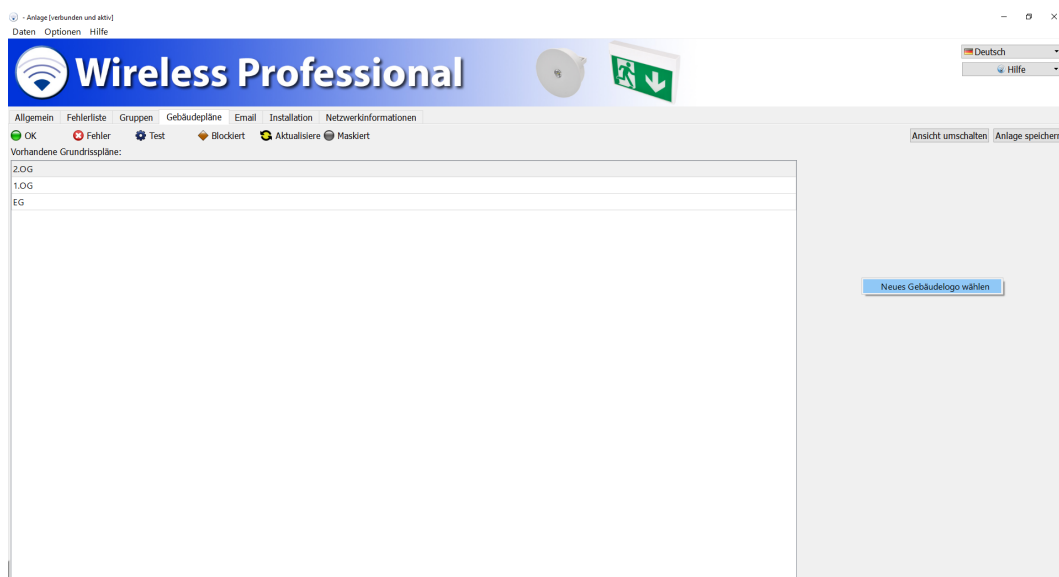 - Anlage [verbunden und aktiv]
Daten Optionen Hilfe
Wireless Professional
Deutsch
Hilfe
Allgemein Fehlerliste Gruppen Gebäudepläne Email Installation Netzwerkinformationen
OK Fehler Test Blockiert Aktualisiere Maskiert Ansicht umschalten Anlage speichern
Vorhandene Grundrisspläne:
2.OG
1.OG
EG
Neues Gebäudelogo wählen